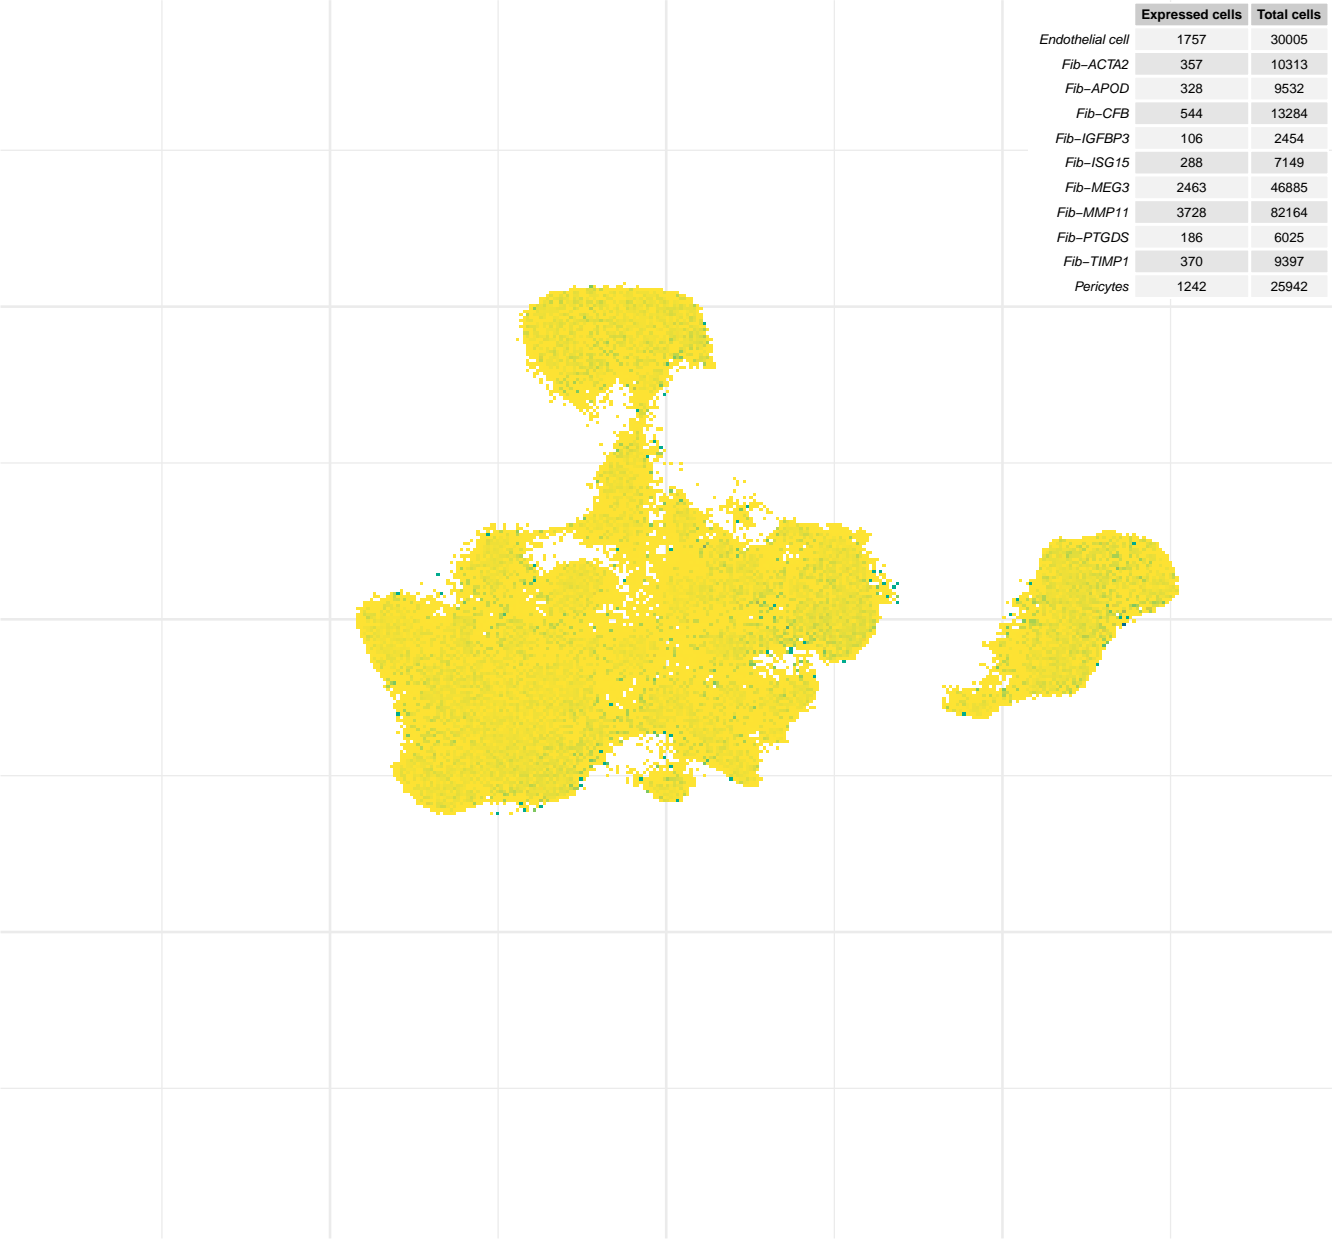 Expressed cells Total cells
Endothelial cell 1757 30005
Fib−ACTA2 357 10313
Fib−APOD 328 9532
Fib−CFB 544 13284
Fib−IGFBP3 106 2454
Fib−ISG15 288 7149
Fib−MEG3 2463 46885
Fib−MMP11 3728 82164
Fib−PTGDS 186 6025
Fib−TIMP1 370 9397
Pericytes 1242 25942